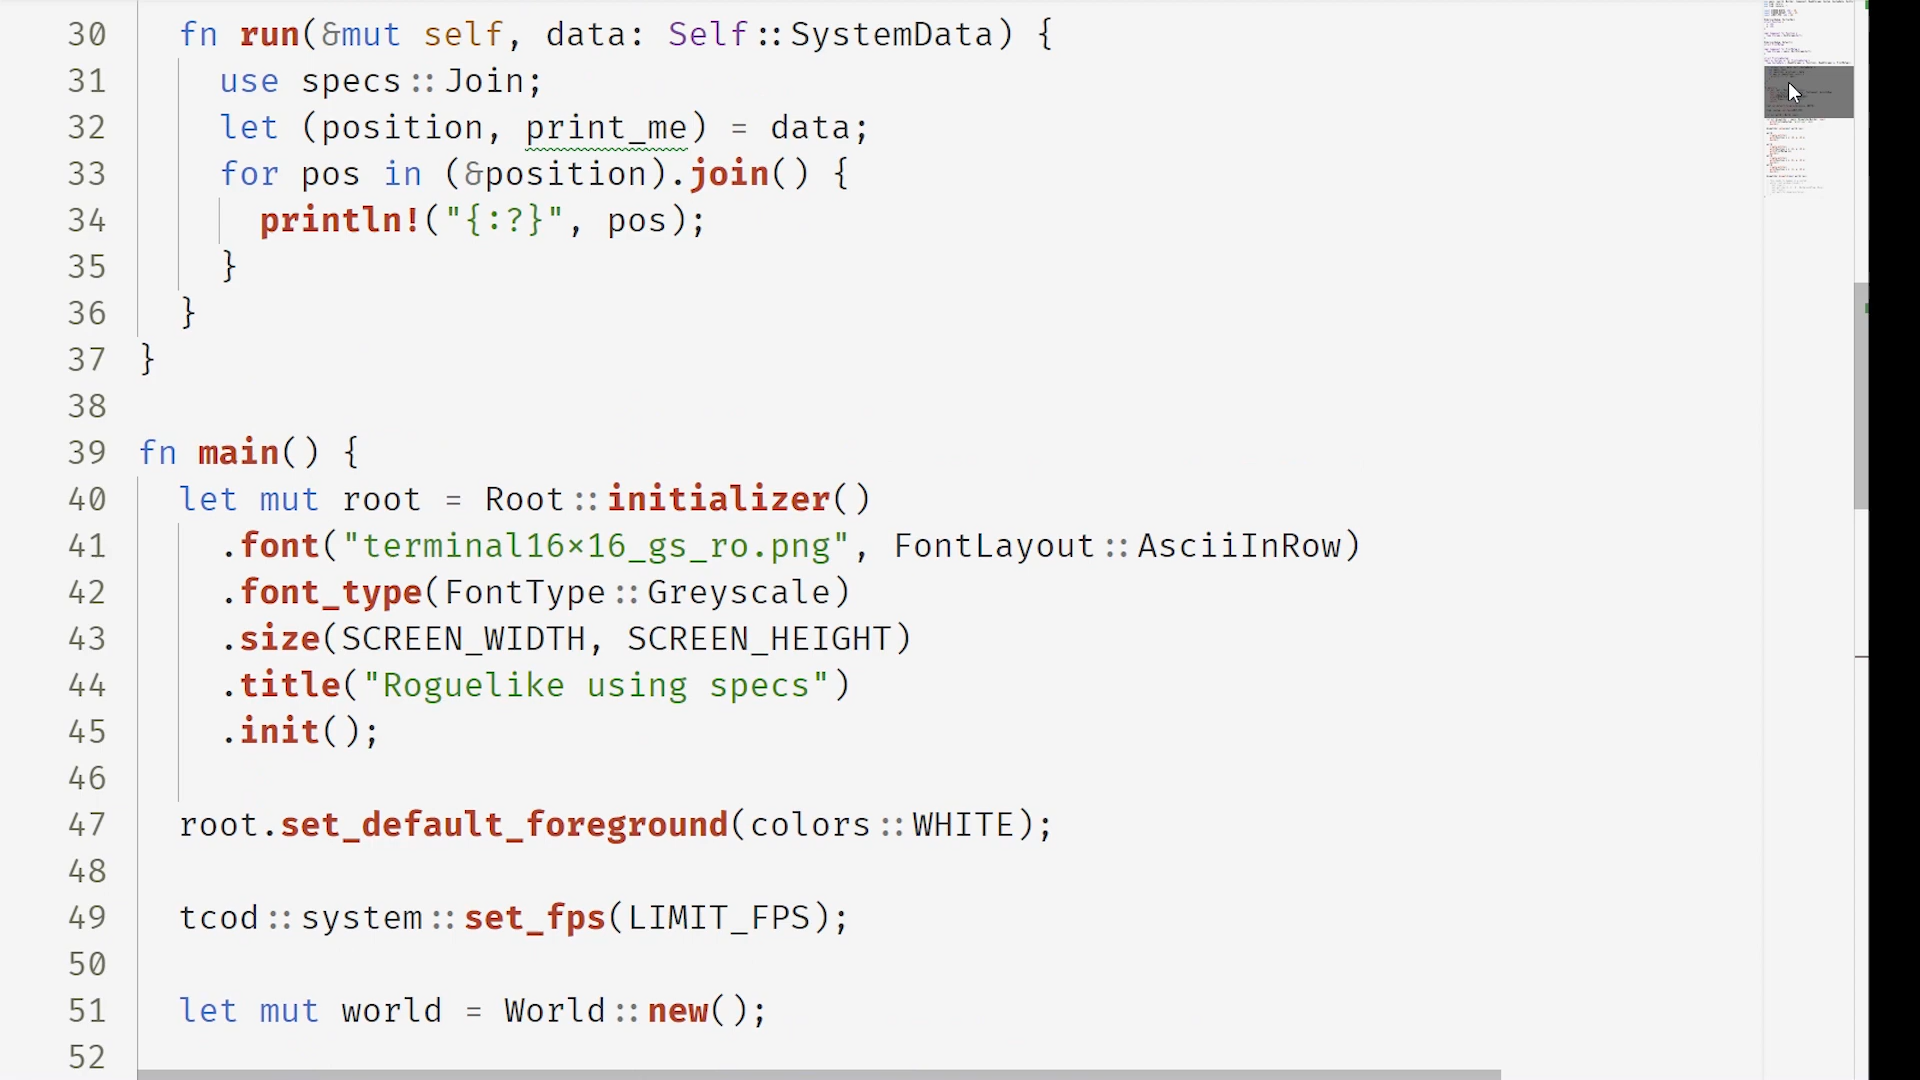 30 fn run(&mut self, data: Self::SystemData) {
31 use specs::Join;
32 let (position, print_me) = data;
33 for pos in (&position).join() {
34 println!("{:?}", pos);
35 }
36 }
37 }
38
39 fn main() {
40 let mut root = Root::initializer()
41 .font("terminal16×16_gs_ro.png", FontLayout::AsciiInRow)
42 .font_type(FontType::Greyscale)
43 .size(SCREEN_WIDTH, SCREEN_HEIGHT)
44 .title("Roguelike using specs")
45 .init();
46
47 root.set_default_foreground(colors::WHITE);
48
49 tcod::system::set_fps(LIMIT_FPS);
50
51 let mut world = World::new();
52